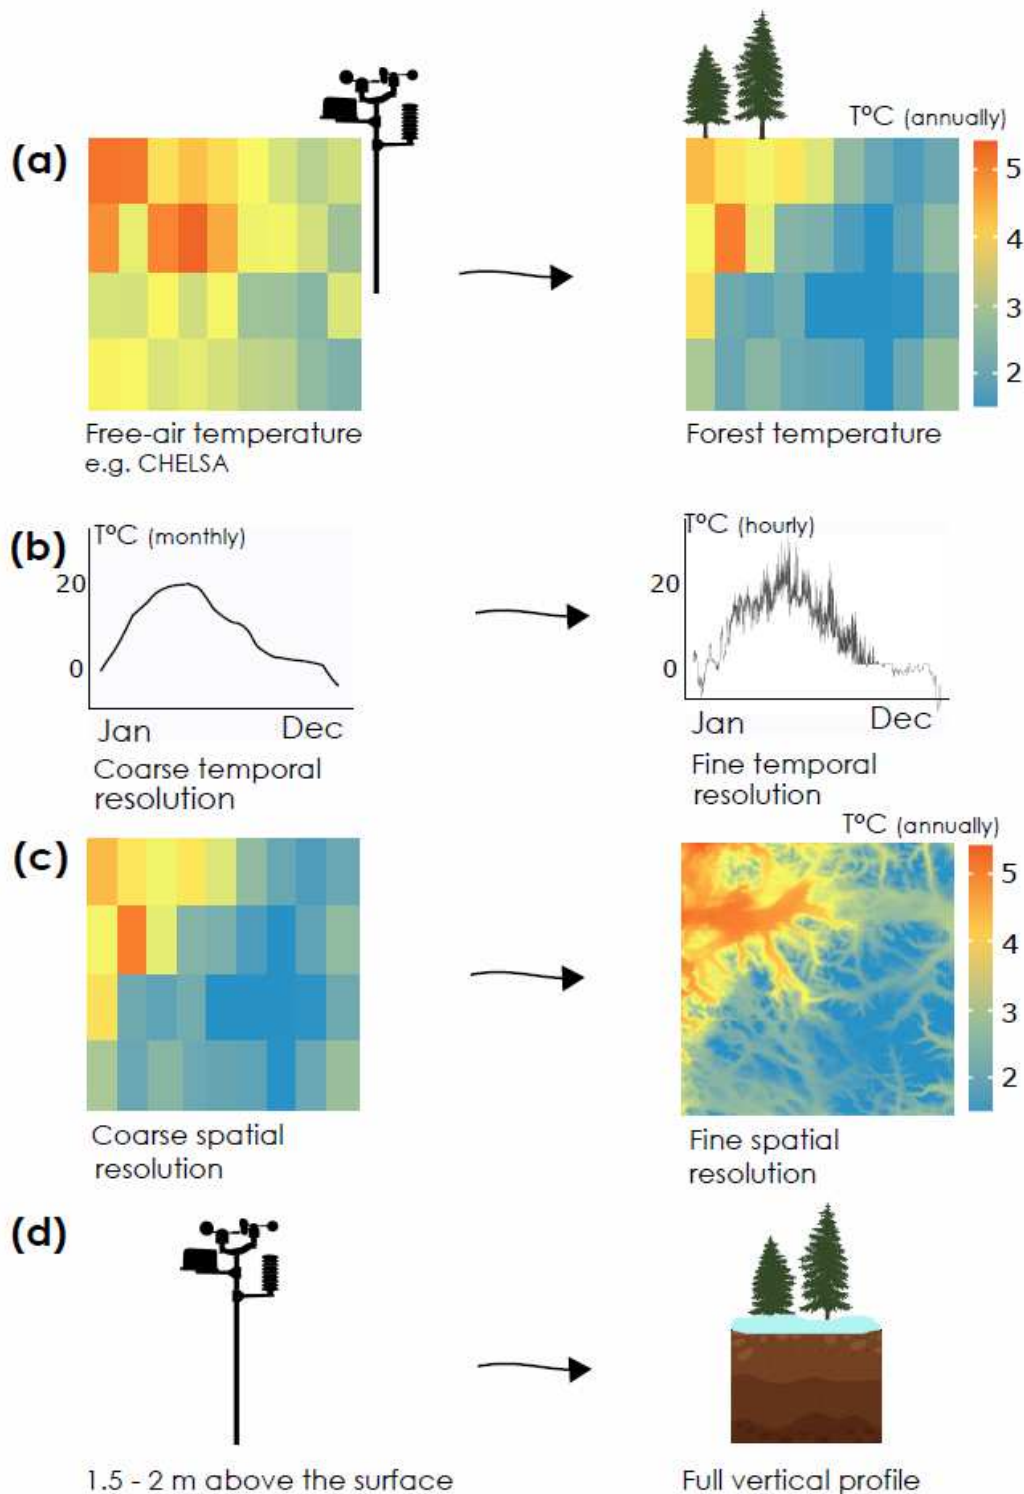 (a)
T°C (annually)
5
4
3
2
Free-air temperature
e.g. CHELSA
Forest temperature
(b)
T°C (monthly)
20
0
Jan Dec
Coarse temporal
resolution
T°C (hourly)
20
0
Jan Dec
Fine temporal
resolution
(c)
T°C (annually)
5
4
3
2
Coarse spatial
resolution
Fine spatial
resolution
(d)
1.5 - 2 m above the surface
Full vertical profile